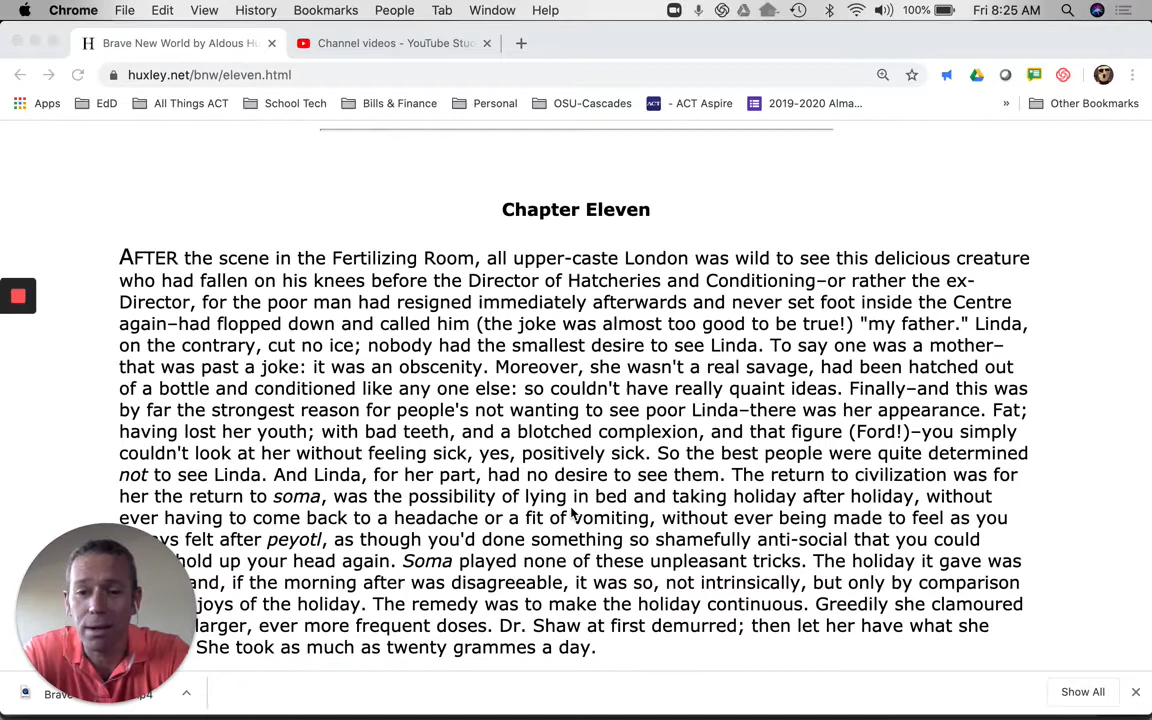 Chrome File Edit View History Bookmarks People Tab Window Help 100% Fri 8:25 AM
H Brave New World by Aldous Hu Channel videos - YouTube Stud
huxley.net/bnw/eleven.html
Apps EdD All Things ACT School Tech Bills & Finance Personal OSU-Cascades ACT - ACT Aspire 2019-2020 Alma... » Other Bookmarks
Chapter Eleven
AFTER the scene in the Fertilizing Room, all upper-caste London was wild to see this delicious creature
who had fallen on his knees before the Director of Hatcheries and Conditioning–or rather the ex-
Director, for the poor man had resigned immediately afterwards and never set foot inside the Centre
again–had flopped down and called him (the joke was almost too good to be true!) "my father." Linda,
on the contrary, cut no ice; nobody had the smallest desire to see Linda. To say one was a mother–
that was past a joke: it was an obscenity. Moreover, she wasn't a real savage, had been hatched out
of a bottle and conditioned like any one else: so couldn't have really quaint ideas. Finally–and this was
by far the strongest reason for people's not wanting to see poor Linda–there was her appearance. Fat;
having lost her youth; with bad teeth, and a blotched complexion, and that figure (Ford!)–you simply
couldn't look at her without feeling sick, yes, positively sick. So the best people were quite determined
not to see Linda. And Linda, for her part, had no desire to see them. The return to civilization was for
her the return to soma, was the possibility of lying in bed and taking holiday after holiday, without
ever having to come back to a headache or a fit of vomiting, without ever being made to feel as you
ys felt after peyotl, as though you'd done something so shamefully anti-social that you could
hold up your head again. Soma played none of these unpleasant tricks. The holiday it gave was
and, if the morning after was disagreeable, it was so, not intrinsically, but only by comparison
joys of the holiday. The remedy was to make the holiday continuous. Greedily she clamoured
larger, ever more frequent doses. Dr. Shaw at first demurred; then let her have what she
She took as much as twenty grammes a day.
Brav p4 Show All